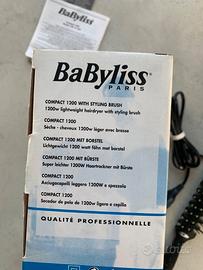 BaByliss
PARIS
COMPACT 1200 WITH STYLING BRUSH
1200w lightweight hairdryer with styling brush
COMPACT 1200
Sèche - cheveux 1200w léger avec brosse
COMPACT 1200 MET BORSTEL
Lichtgewicht 1200 watt föhn met borstel
COMPACT 1200 MIT BÜRSTE
Super leichter 1200W Haartrockner mit Bürste
COMPACT 1200
Asciugacapelli leggero 1200W e spazzola
COMPACT 1200
Secador de pelo de 1200w ligero e capilla
QUALITÉ PROFESSIONNELLE